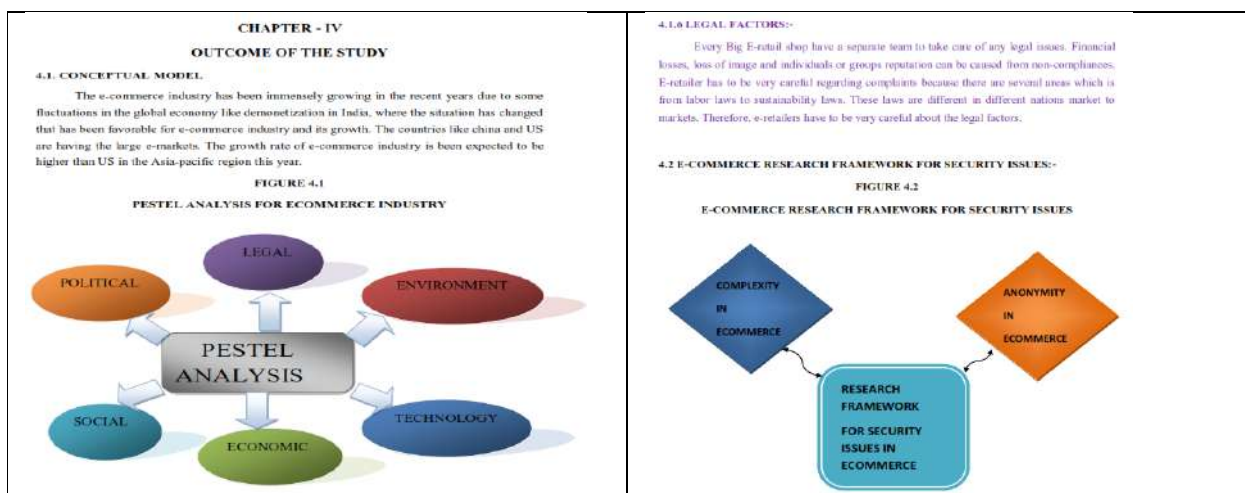 CHAPTER - IV
OUTCOME OF THE STUDY
4.1. CONCEPTUAL MODEL
The e-commerce industry has been immensely growing in the recent years due to some
fluctuations in the global economy like demonetization in India, where the situation has changed
that has been favorable for e-commerce industry and its growth. The countries like china and US
are having the large e-markets. The growth rate of e-commerce industry is been expected to be
higher than US in the Asia-pacific region this year.
FIGURE 4.1
PESTEL ANALYSIS FOR ECOMMERCE INDUSTRY
LEGAL
POLITICAL
ENVIRONMENT
PESTEL
ANALYSIS
SOCIAL
TECHNOLOGY
ECONOMIC
4.1.6 LEGAL FACTORS:-
Every Big E-retail shop have a separate team to take care of any legal issues. Financial
losses, loss of image and individuals or groups reputation can be caused from non-compliances.
E-retailer has to be very careful regarding complaints because there are several areas which is
from labor laws to sustainability laws. These laws are different in different nations market to
markets. Therefore, e-retailers have to be very careful about the legal factors.
4.2 E-COMMERCE RESEARCH FRAMEWORK FOR SECURITY ISSUES:-
FIGURE 4.2
E-COMMERCE RESEARCH FRAMEWORK FOR SECURITY ISSUES
COMPLEXITY
IN
ECOMMERCE
ANONYMITY
IN
ECOMMERCE
RESEARCH
FRAMEWORK
FOR SECURITY
ISSUES IN
ECOMMERCE